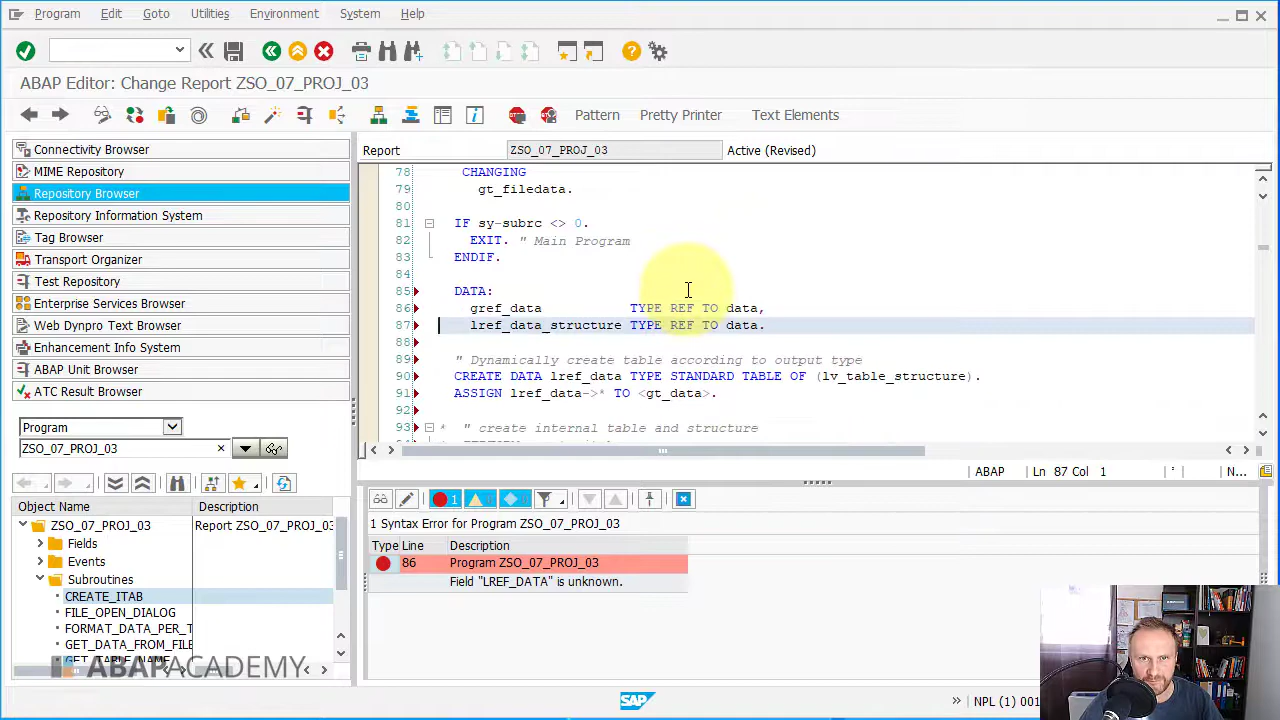 Program Edit Goto Utilities Environment System Help
ABAP Editor: Change Report ZSO_07_PROJ_03
Pattern Pretty Printer Text Elements
Connectivity Browser
MIME Repository
Repository Browser
Repository Information System
Tag Browser
Transport Organizer
Test Repository
Enterprise Services Browser
Web Dynpro Text Browser
Enhancement Info System
ABAP Unit Browser
ATC Result Browser
Program
ZSO_07_PROJ_03
Object Name Description
ZSO_07_PROJ_03 Report ZSO_07_PROJ_03
Fields
Events
Subroutines
CREATE_ITAB
FILE_OPEN_DIALOG
FORMAT_DATA_PER_T
GET_DATA_FROM_FILE
GET_TABLE_NAME
ABAPACADEMY
Report ZSO_07_PROJ_03 Active (Revised)
78 CHANGING
79 gt_filedata.
80
81 IF sy-subrc <> 0.
82 EXIT. " Main Program
83 ENDIF.
84
85 DATA:
86 gref_data TYPE REF TO data,
87 lref_data_structure TYPE REF TO data.
88
89 " Dynamically create table according to output type
90 CREATE DATA lref_data TYPE STANDARD TABLE OF (lv_table_structure).
91 ASSIGN lref_data->* TO <gt_data>.
92
93 * " create internal table and structure
ABAP Ln 87 Col 1 N...
1
1 Syntax Error for Program ZSO_07_PROJ_03
Type Line Description
86 Program ZSO_07_PROJ_03
Field "LREF_DATA" is unknown.
SAP
» NPL (1) 001